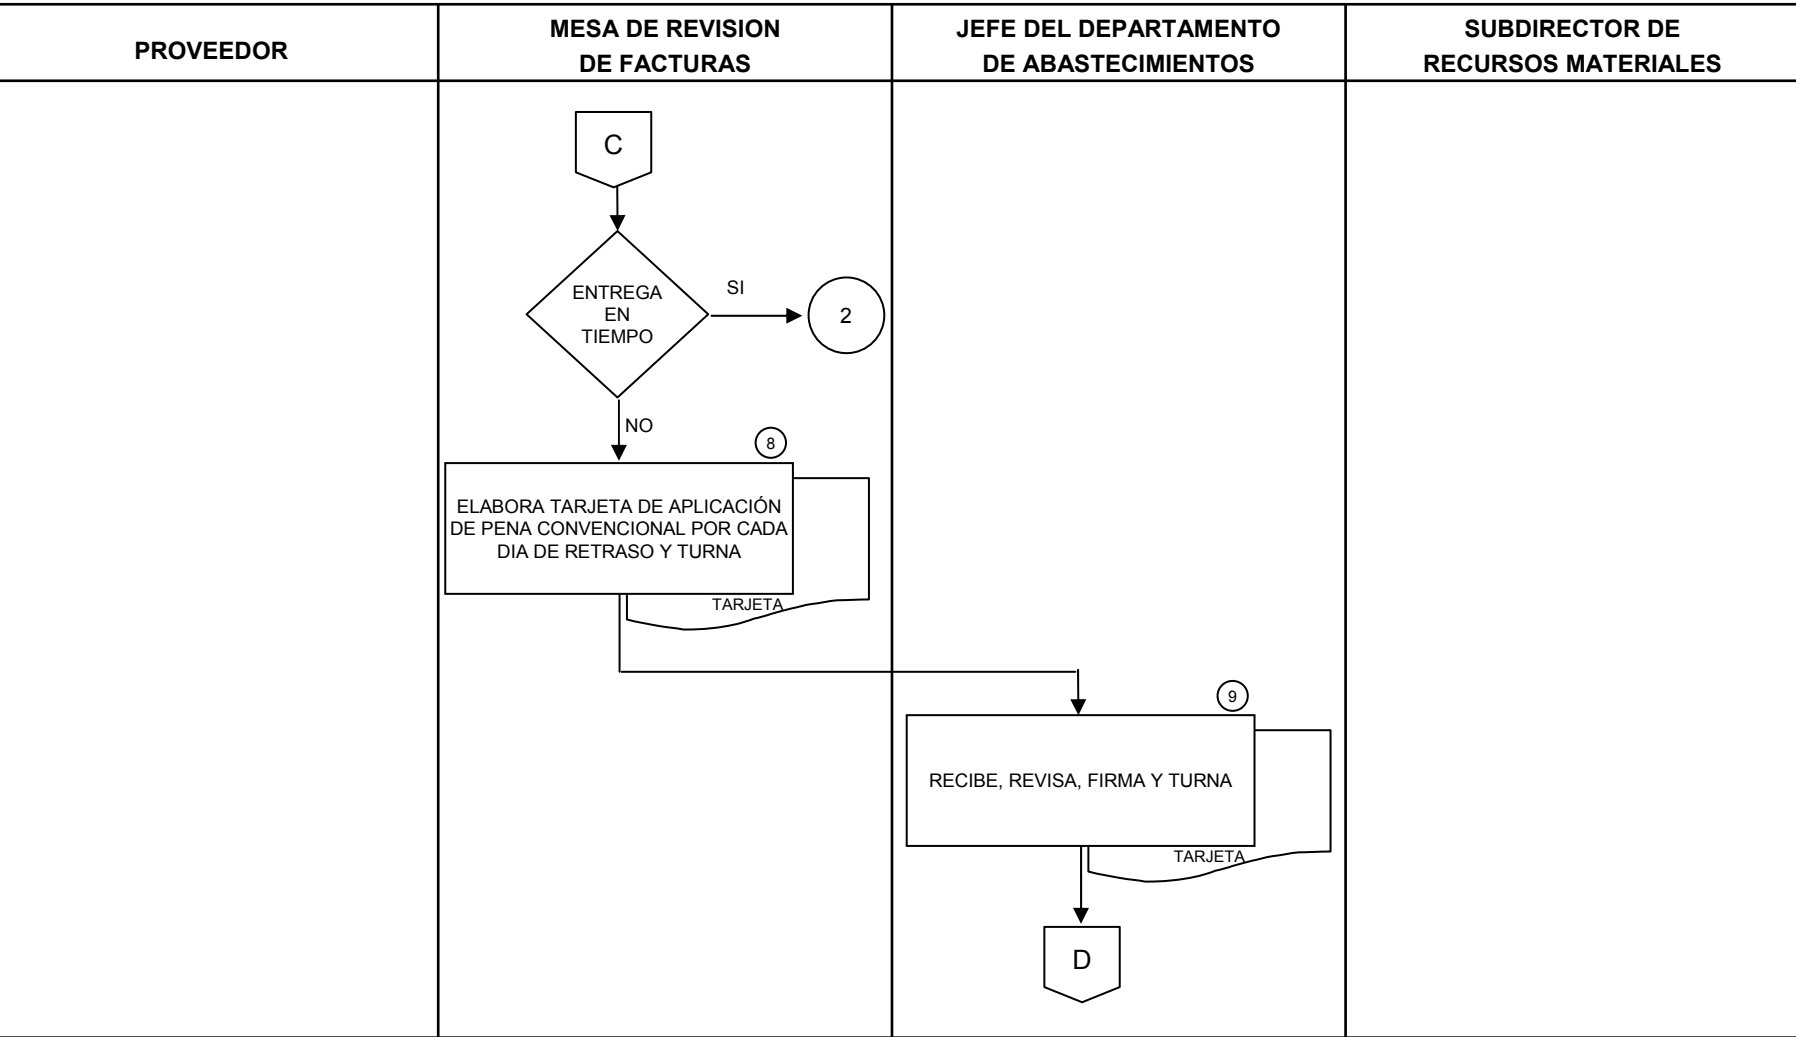 PROVEEDOR
MESA DE REVISION
DE FACTURAS
JEFE DEL DEPARTAMENTO
DE ABASTECIMIENTOS
SUBDIRECTOR DE
RECURSOS MATERIALES
C
ENTREGA
EN
TIEMPO
SI
2
NO
8
ELABORA TARJETA DE APLICACIÓN
DE PENA CONVENCIONAL POR CADA
DIA DE RETRASO Y TURNA
TARJETA
9
RECIBE, REVISA, FIRMA Y TURNA
TARJETA
D